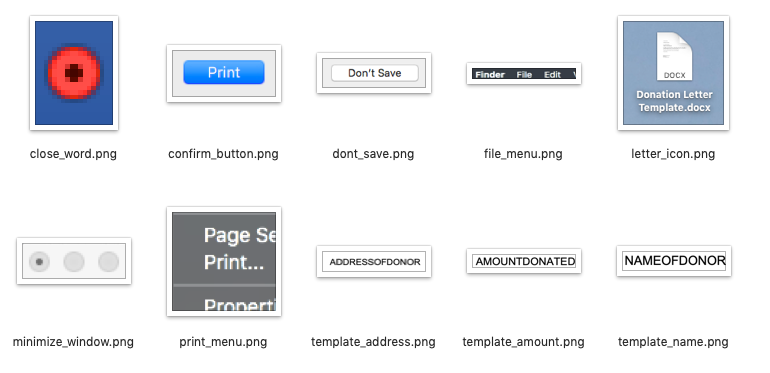 Print
Don't Save
Finder File Edit
DOCX
Donation Letter
Template.docx
close_word.png
confirm_button.png
dont_save.png
file_menu.png
letter_icon.png
Page Se
Print...
Properti
ADDRESSOFDONOR
AMOUNTDONATED
NAMEOFDONOR
minimize_window.png
print_menu.png
template_address.png
template_amount.png
template_name.png